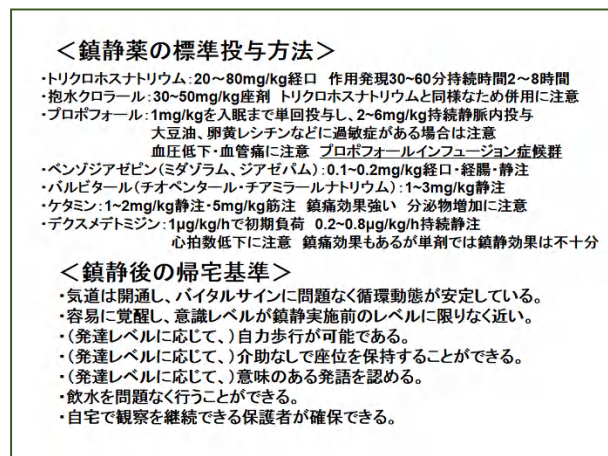 ＜鎮静薬の標準投与方法＞
・トリクロホスナトリウム：20～80mg/kg経口　作用発現30~60分持続時間2～8時間
・抱水クロラール：30~50mg/kg座剤　トリクロホスナトリウムと同様なため併用に注意
・プロポフォール：1mg/kgを入眠まで単回投与し、2~6mg/kg持続静脈内投与
大豆油、卵黄レシチンなどに過敏症がある場合は注意
血圧低下・血管痛に注意　プロポフォールインフュージョン症候群
・ベンゾジアゼピン（ミダゾラム、ジアゼパム）：0.1~0.2mg/kg経口・経腸・静注
・バルビタール（チオペンタール・チアミラールナトリウム）：1~3mg/kg静注
・ケタミン：1~2mg/kg静注・5mg/kg筋注　鎮痛効果強い　分泌物増加に注意
・デクスメデトミジン：1μg/kg/hで初期負荷　0.2~0.8μg/kg/h持続静注
心拍数低下に注意　鎮痛効果もあるが単剤では鎮静効果は不十分
＜鎮静後の帰宅基準＞
・気道は開通し、バイタルサインに問題なく循環動態が安定している。
・容易に覚醒し、意識レベルが鎮静実施前のレベルに限りなく近い。
・（発達レベルに応じて、）自力歩行が可能である。
・（発達レベルに応じて、）介助なしで座位を保持することができる。
・（発達レベルに応じて、）意味のある発語を認める。
・飲水を問題なく行うことができる。
・自宅で観察を継続できる保護者が確保できる。